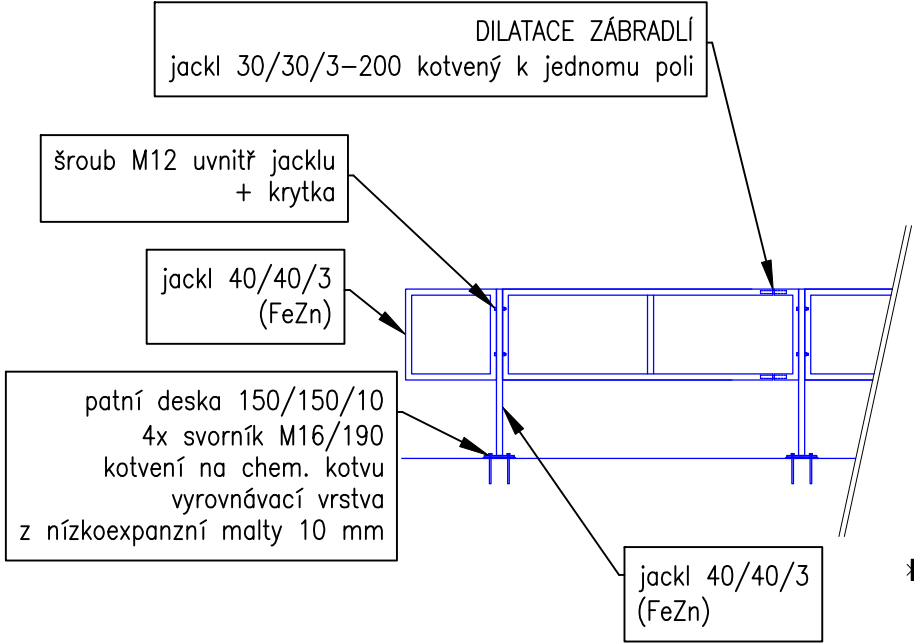 DILATACE ZÁBRADLÍ
jackl 30/30/3-200 kotvený k jednomu poli
šroub M12 uvnitř jacklu
+ krytka
jackl 40/40/3
(FeZn)
patní deska 150/150/10
4x svorník M16/190
kotvení na chem. kotvu
vyrovnávací vrstva
z nízkoexpanzní malty 10 mm
jackl 40/40/3
(FeZn)